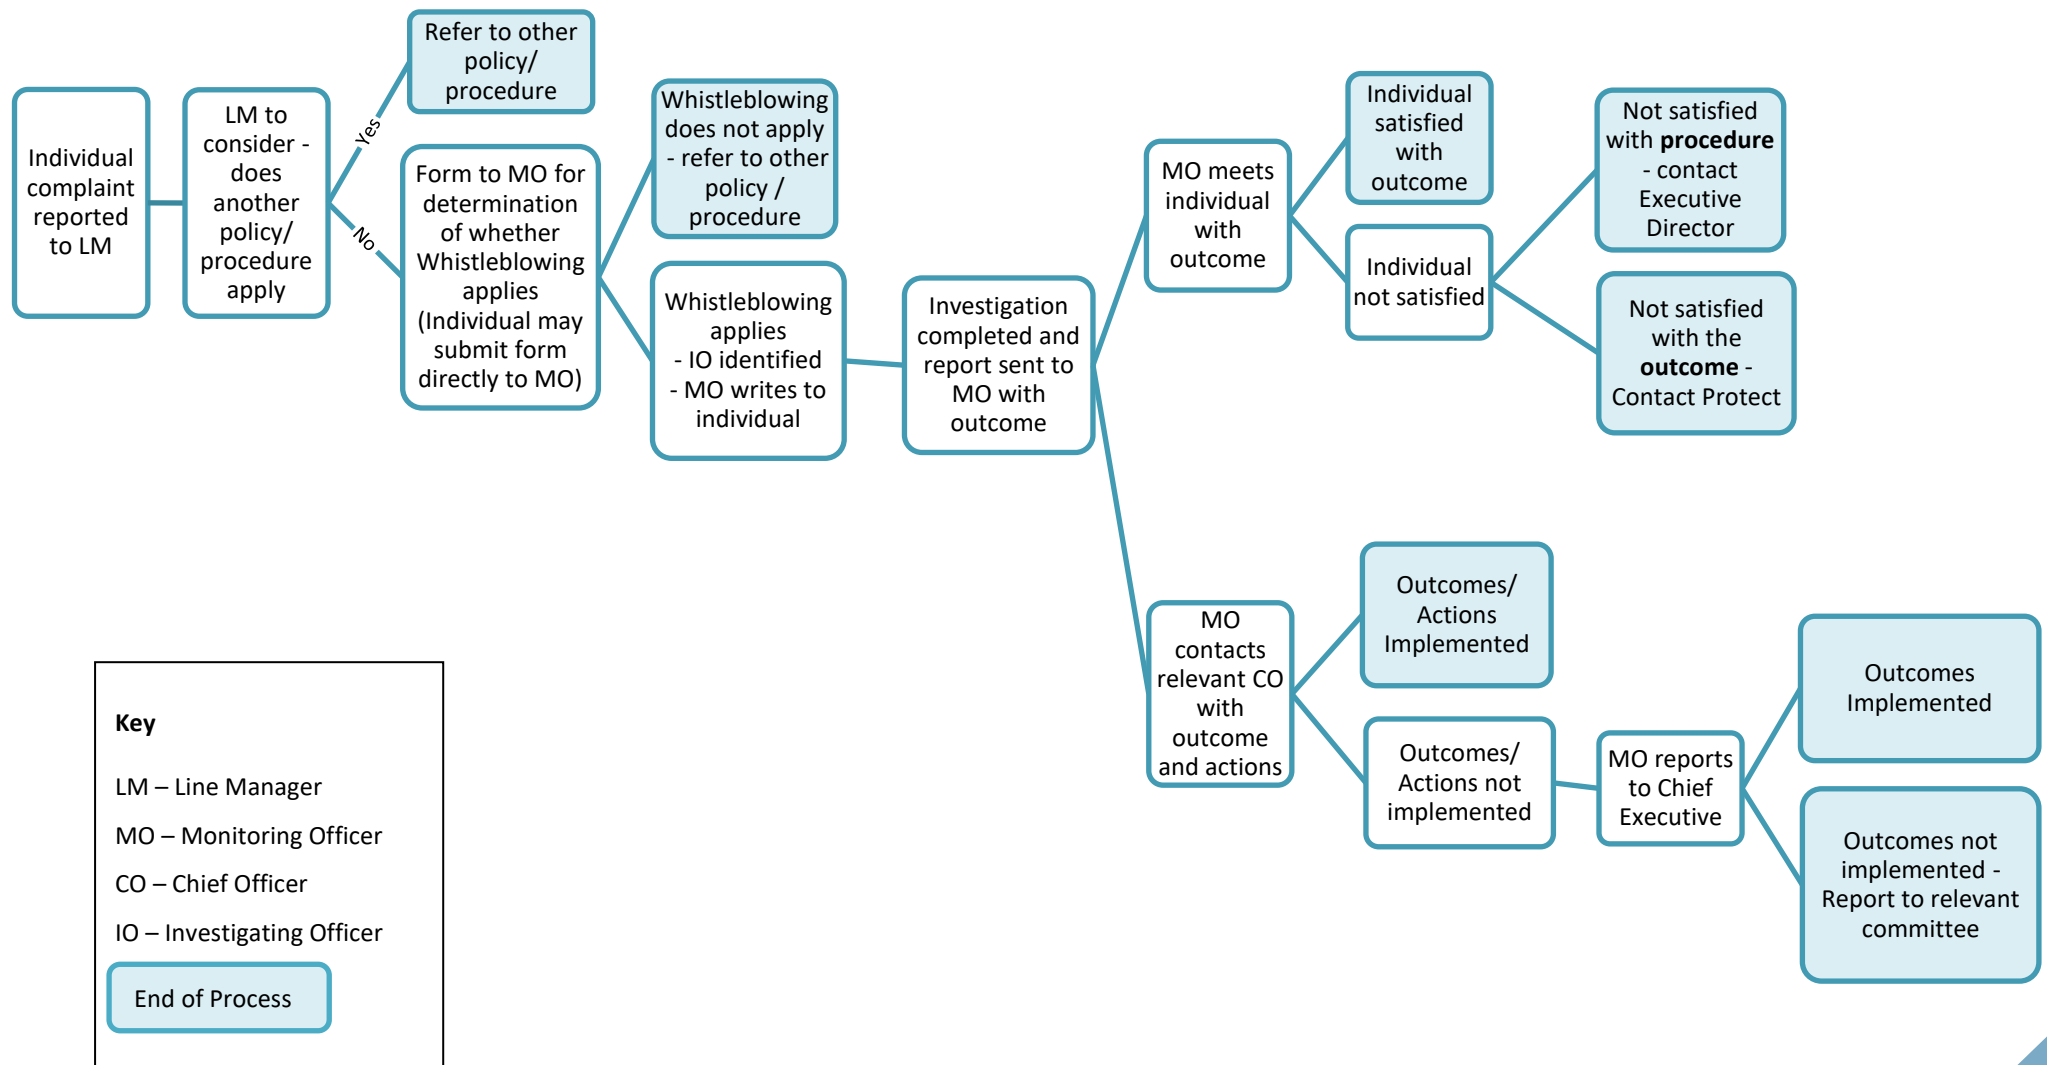 Individual
complaint
reported
to LM
LM to
consider -
does
another
policy/
procedure
apply
Yes
No
Refer to other
policy/
procedure
Form to MO for
determination
of whether
Whistleblowing
applies
(Individual may
submit form
directly to MO)
Whistleblowing
does not apply
- refer to other
policy /
procedure
Whistleblowing
applies
- IO identified
- MO writes to
individual
Investigation
completed and
report sent to
MO with
outcome
MO meets
individual
with
outcome
Individual
satisfied
with
outcome
Individual
not satisfied
Not satisfied
with procedure
- contact
Executive
Director
Not satisfied
with the
outcome -
Contact Protect
MO
contacts
relevant CO
with
outcome
and actions
Outcomes/
Actions
Implemented
Outcomes/
Actions not
implemented
MO reports
to Chief
Executive
Outcomes
Implemented
Outcomes not
implemented -
Report to relevant
committee
Key
LM – Line Manager
MO – Monitoring Officer
CO – Chief Officer
IO – Investigating Officer
End of Process